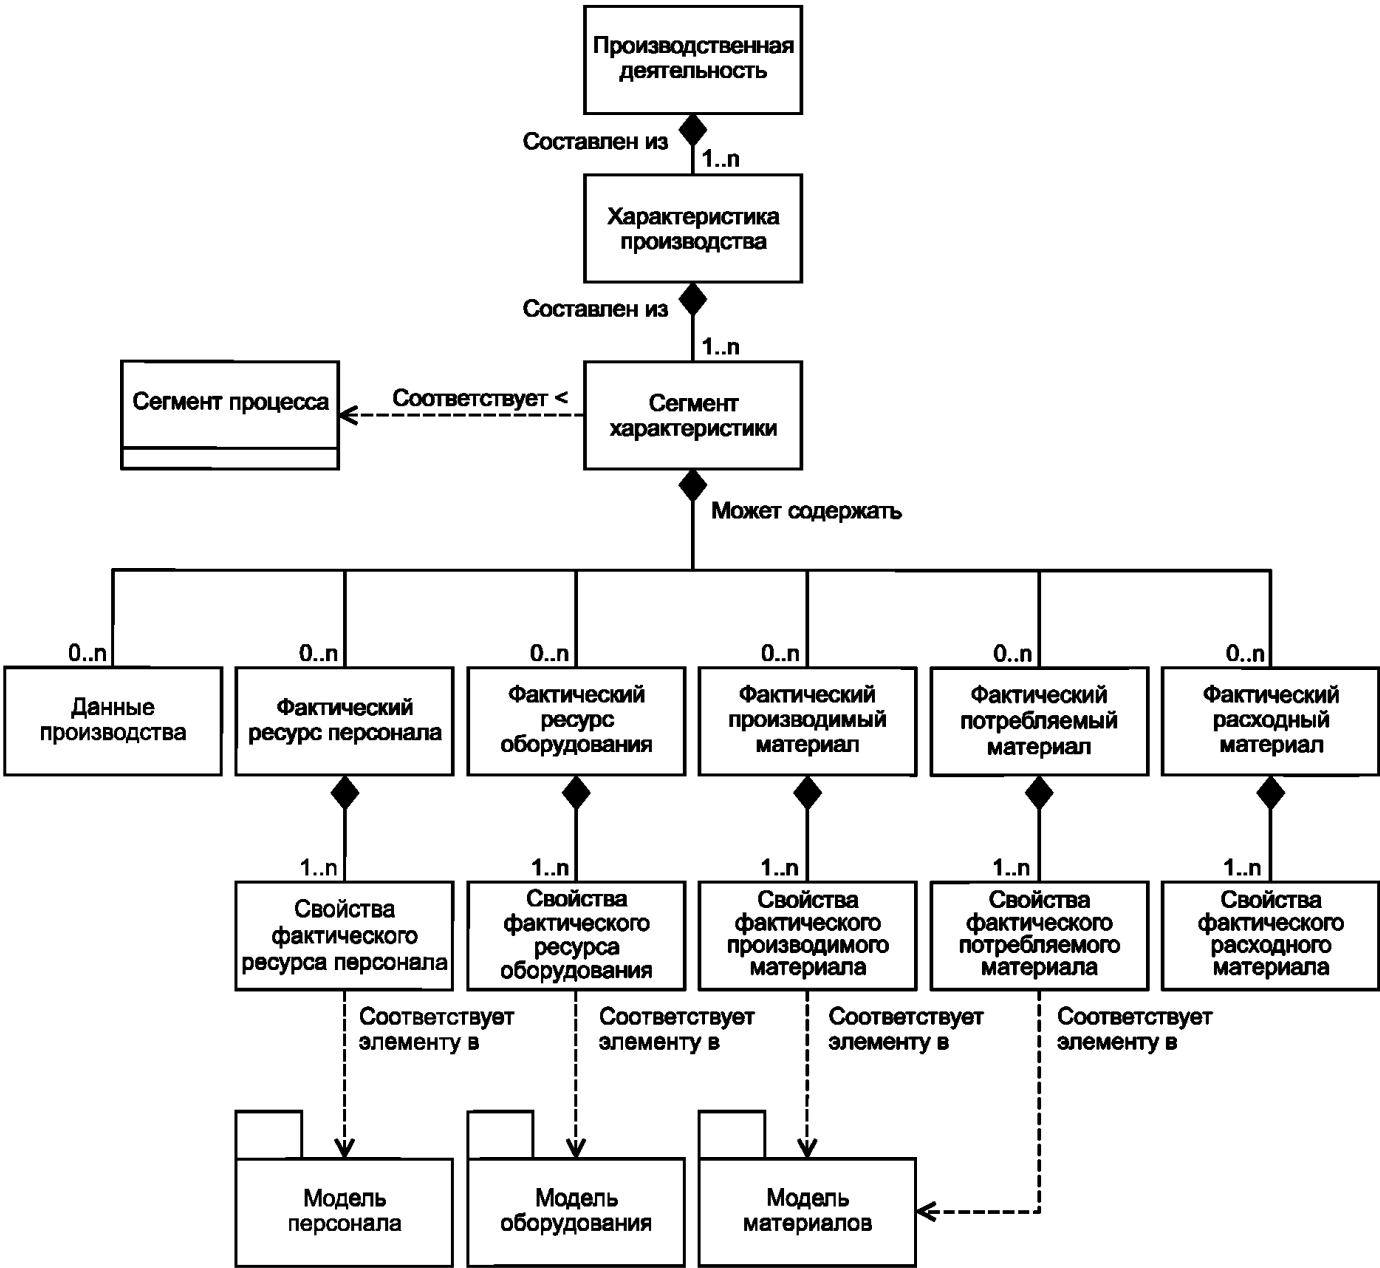 Производственная
деятельность
Составлен из
1..n
Характеристика
производства
Составлен из
1..n
Сегмент процесса
Соответствует <
Сегмент
характеристики
Может содержать
0..n
0..n
0..n
0..n
0..n
0..n
Данные
производства
Фактический
ресурс персонала
Фактический
ресурс
оборудования
Фактический
производимый
материал
Фактический
потребляемый
материал
Фактический
расходный
материал
1..n
1..n
1..n
1..n
1..n
Свойства
фактического
ресурса персонала
Свойства
фактического
ресурса
оборудования
Свойства
фактического
производимого
материала
Свойства
фактического
потребляемого
материала
Свойства
фактического
расходного
материала
Соответствует
элементу в
Соответствует
элементу в
Соответствует
элементу в
Соответствует
элементу в
Модель
персонала
Модель
оборудования
Модель
материалов